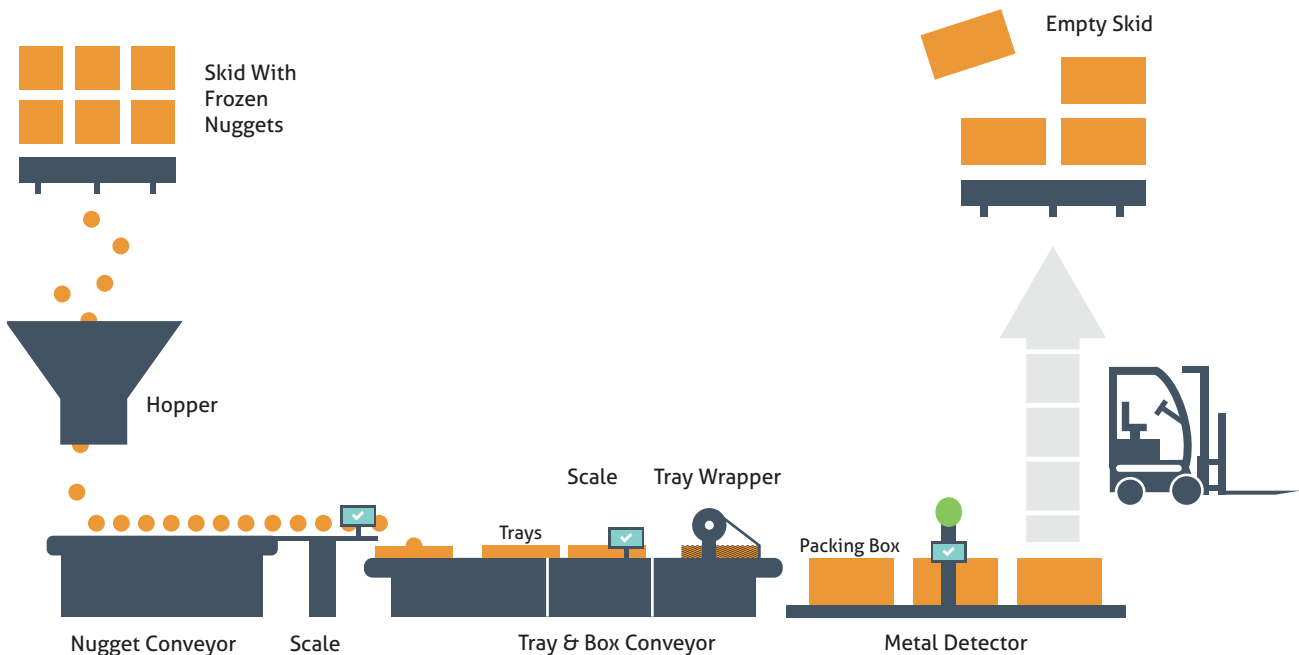 Empty Skid
Skid With
Frozen
Nuggets
Hopper
Scale
Tray Wrapper
Trays
Packing Box
Nugget Conveyor
Scale
Tray & Box Conveyor
Metal Detector